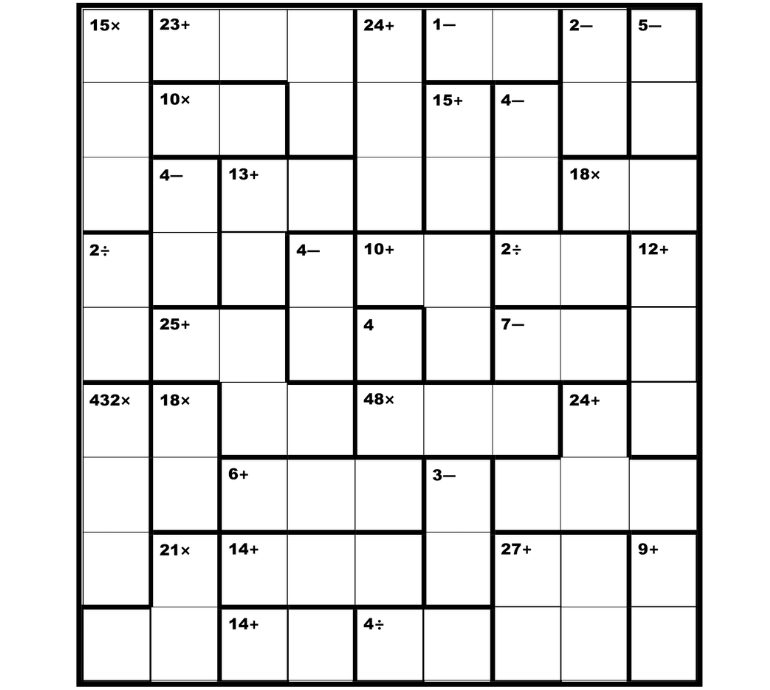 15× 23+ 24+ 1— 2— 5—
10× 15+ 4—
4— 13+ 18×
2÷ 4— 10+ 2÷ 12+
25+ 4 7—
432× 18× 48× 24+
6+ 3—
21× 14+ 27+ 9+
14+ 4÷